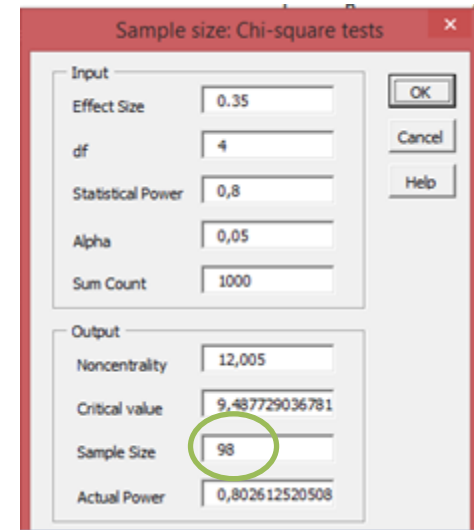 Sample size: Chi-square tests
×
Input
Effect Size 0.35
OK
df 4
Cancel
Statistical Power 0,8
Help
Alpha 0,05
Sum Count 1000
Output
Noncentrality 12,005
Critical value 9,487729036781
Sample Size 98
Actual Power 0,802612520508